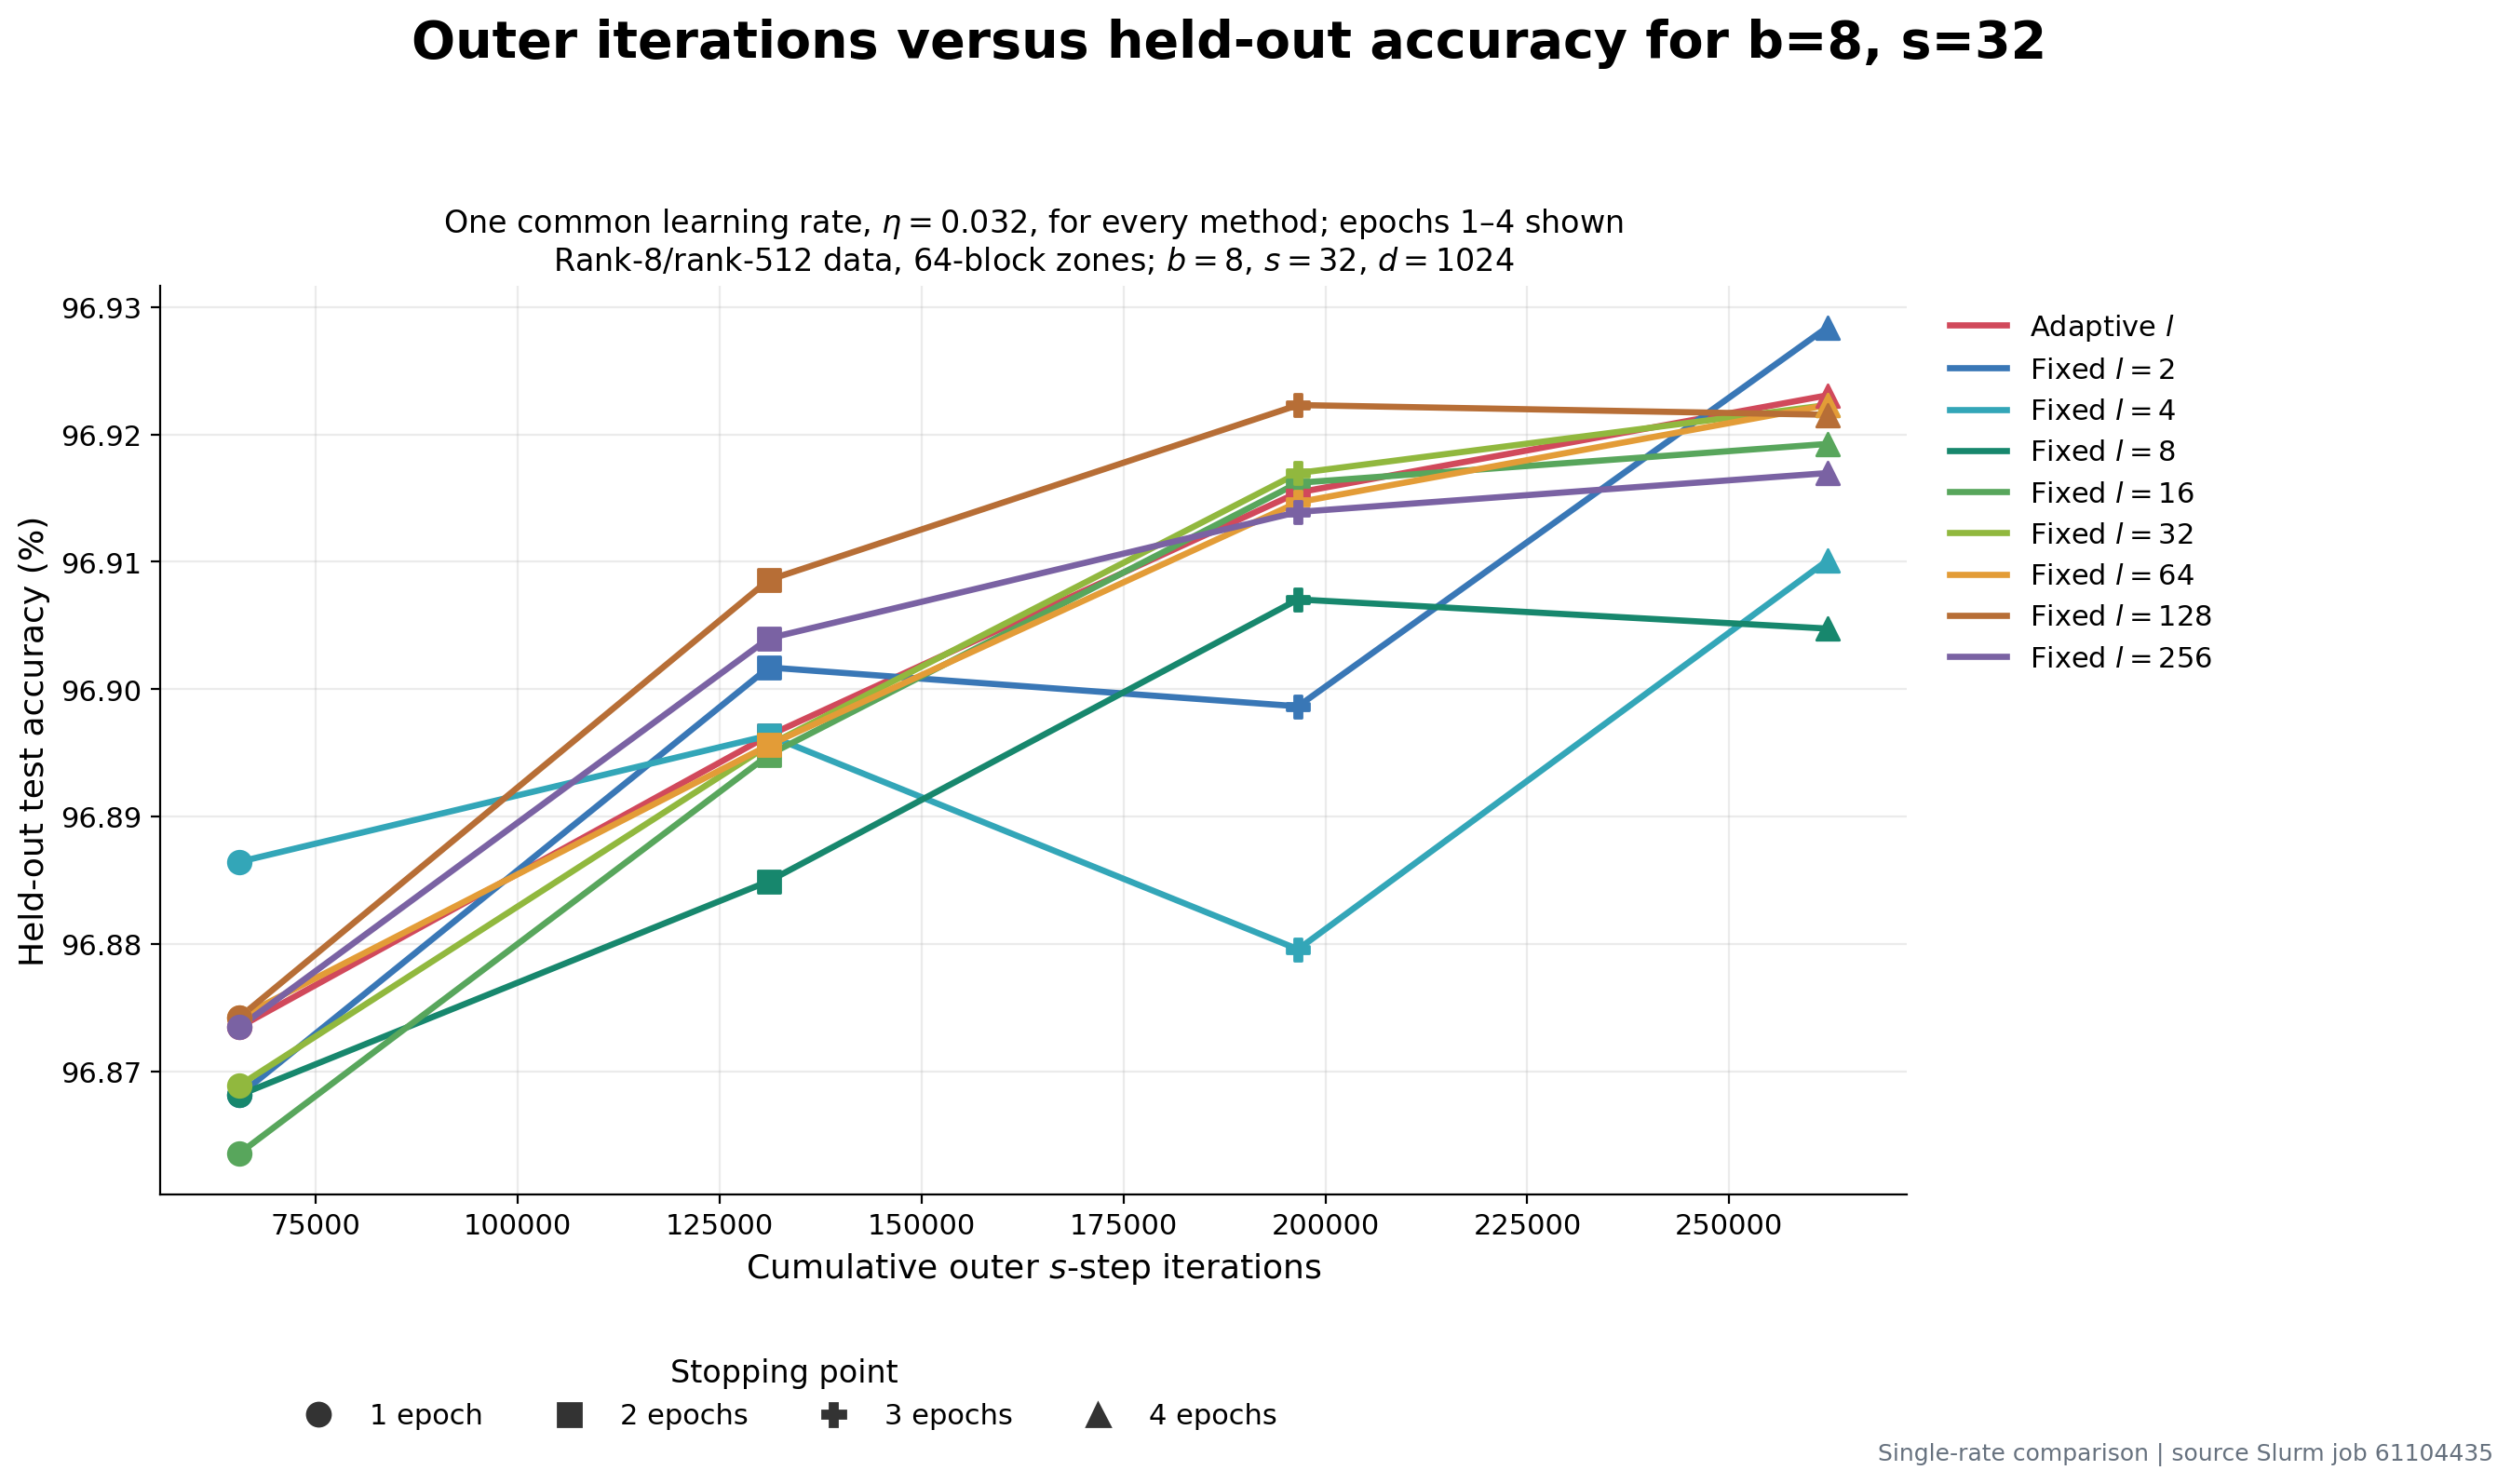 Outer iterations versus held-out accuracy for b=8, s=32
One common learning rate, η = 0.032, for every method; epochs 1–4 shown
Rank-8/rank-512 data, 64-block zones; b = 8, s = 32, d = 1024
96.93
96.92
96.91
96.90
96.89
96.88
96.87
Held-out test accuracy (%)
75000 100000 125000 150000 175000 200000 225000 250000
Cumulative outer s-step iterations
Adaptive l
Fixed l = 2
Fixed l = 4
Fixed l = 8
Fixed l = 16
Fixed l = 32
Fixed l = 64
Fixed l = 128
Fixed l = 256
Stopping point
1 epoch 2 epochs 3 epochs 4 epochs
Single-rate comparison | source Slurm job 61104435